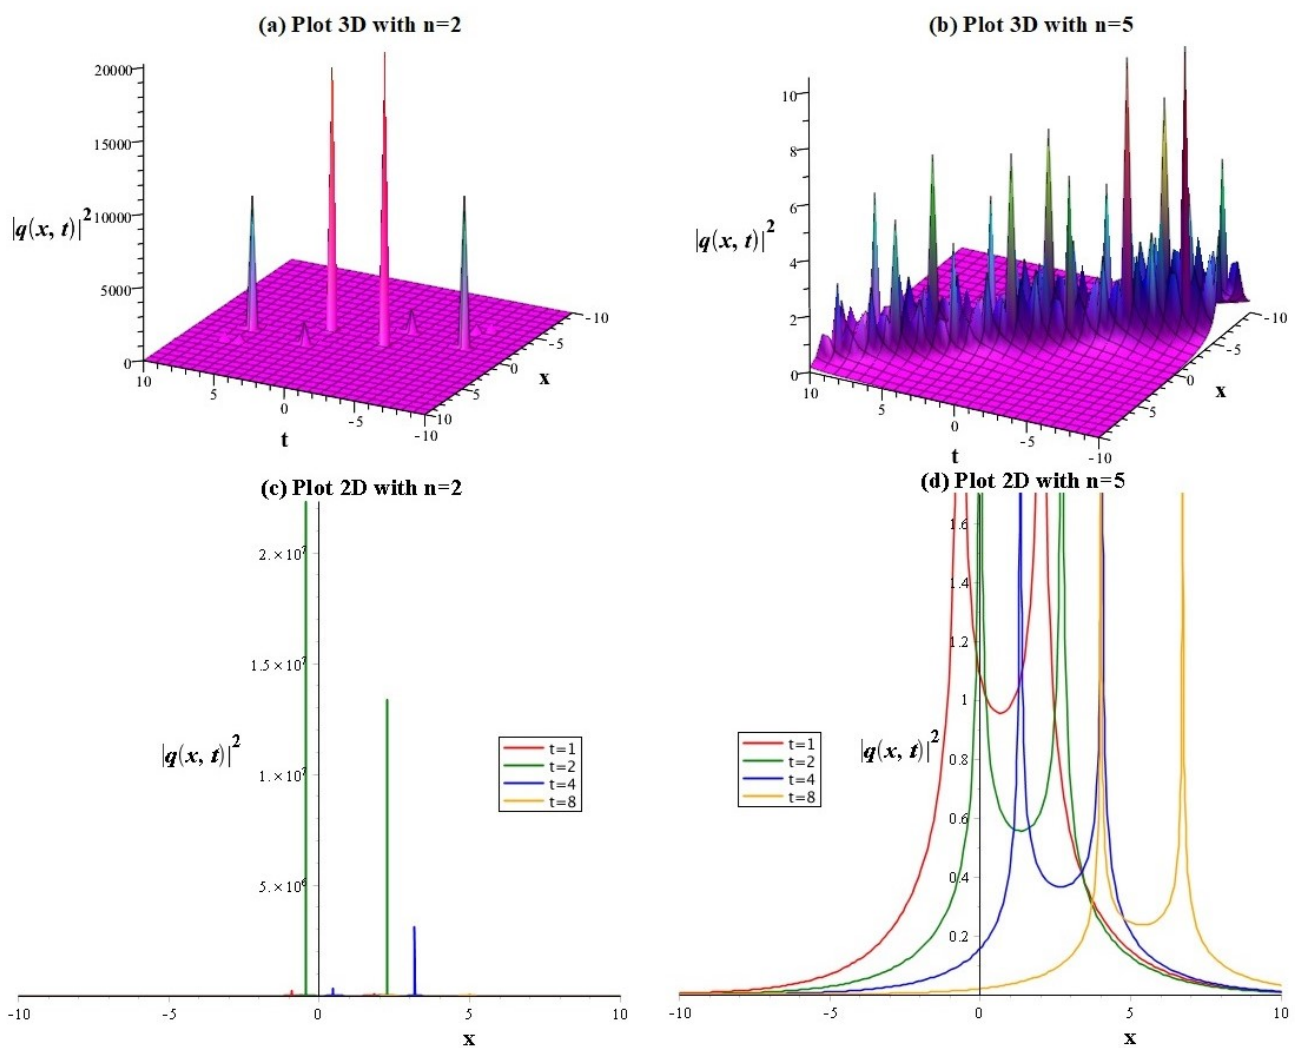 (a) Plot 3D with n=2
20000
15000
|q(x, t)|² 10000
5000
0
10
5
0
-5
-10
t
10
5
0
-5
-10
x
(b) Plot 3D with n=5
10
8
6
|q(x, t)|²
4
2
0
10
5
0
-5
-10
t
5
0
-5
-10
x
(c) Plot 2D with n=2
2.×10⁷
1.5×10⁷
|q(x, t)|²
1.×10⁷
5.×10⁶
t=1
t=2
t=4
t=8
-10 -5 0 5 10
x
(d) Plot 2D with n=5
1.6
1.4
1.2
1
|q(x, t)|²
0.8
0.6
0.4
0.2
t=1
t=2
t=4
t=8
-10 -5 0 5 10
x